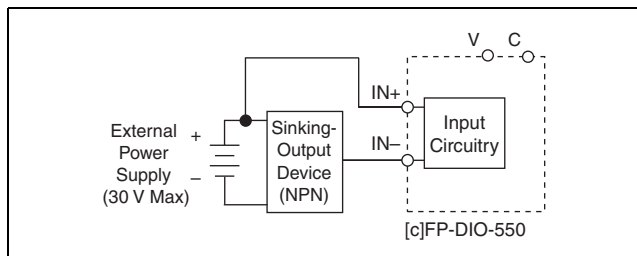 V C
IN+
IN–
Input
Circuitry
External
Power
Supply
(30 V Max)
+
–
Sinking-
Output
Device
(NPN)
[c]FP-DIO-550